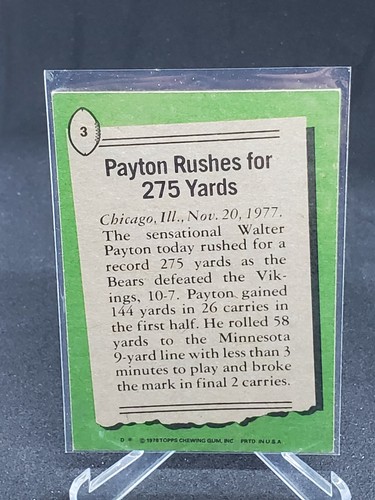 3
Payton Rushes for
275 Yards
Chicago, Ill., Nov. 20, 1977.
The sensational Walter
Payton today rushed for a
record 275 yards as the
Bears defeated the Vik-
ings, 10-7. Payton gained
144 yards in 26 carries in
the first half. He rolled 58
yards to the Minnesota
9-yard line with less than 3
minutes to play and broke
the mark in final 2 carries.
D * © 1978 TOPPS CHEWING GUM, INC PRTD IN U.S.A